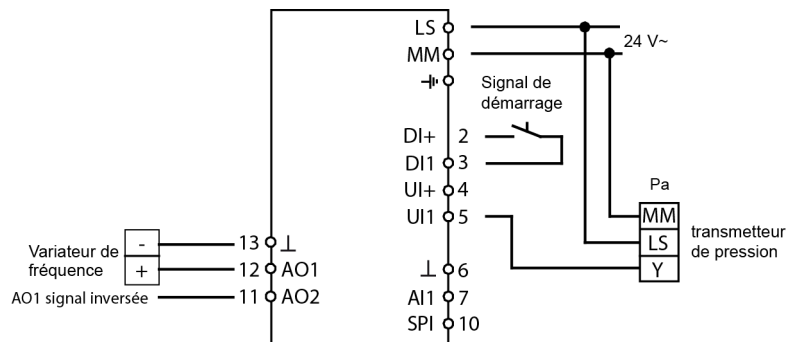 LS
24 V~
MM
Signal de
démarrage
DI+ 2
DI1 3
UI+ 4
UI1 5
Pa
MM
LS
Y
transmetteur
de pression
Variateur de
fréquence
-
+
13 ⊥
12 AO1
AO1 signal inversée
11 AO2
⊥ 6
AI1 7
SPI 10